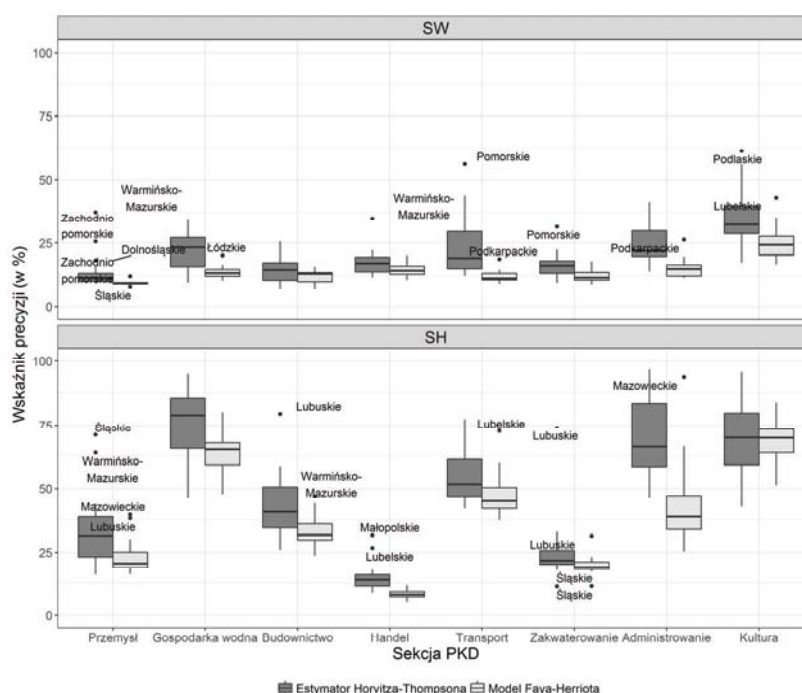 SW
100
75
50
25
0
Zachodnio
pomorskie
Zachodnio
pomorskie
Śląskie
Dolnośląskie
Warmińsko-
Mazurskie
Łódzkie
Warmińsko-
Mazurskie
Pomorskie
Podkarpackie
Pomorskie
Podkarpackie
Podlaskie
Lubelskie
Wskaźnik precyzji (w %)
SH
100
75
50
25
0
Śląskie
Warmińsko-
Mazurskie
Mazowieckie
Lubuskie
Lubuskie
Warmińsko-
Mazurskie
Małopolskie
Lubelskie
Lubelskie
Lubuskie
Lubuskie
Śląskie
Śląskie
Mazowieckie
Przemysł
Gospodarka wodna
Budownictwo
Handel
Transport
Zakwaterowanie
Administrowanie
Kultura
Sekcja PKD
Estymator Horvitza-Thompsona
Model Faya-Herriota